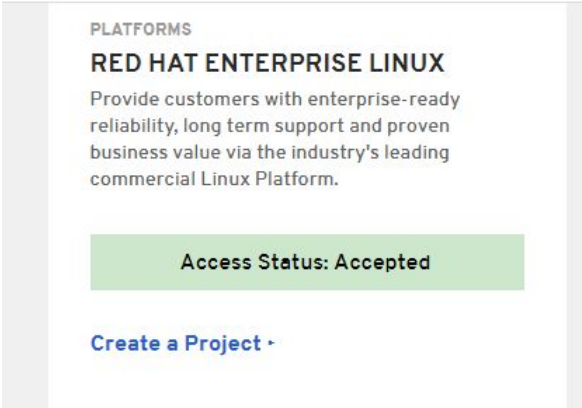 PLATFORMS
RED HAT ENTERPRISE LINUX
Provide customers with enterprise-ready
reliability, long term support and proven
business value via the industry's leading
commercial Linux Platform.
Access Status: Accepted
Create a Project ▸